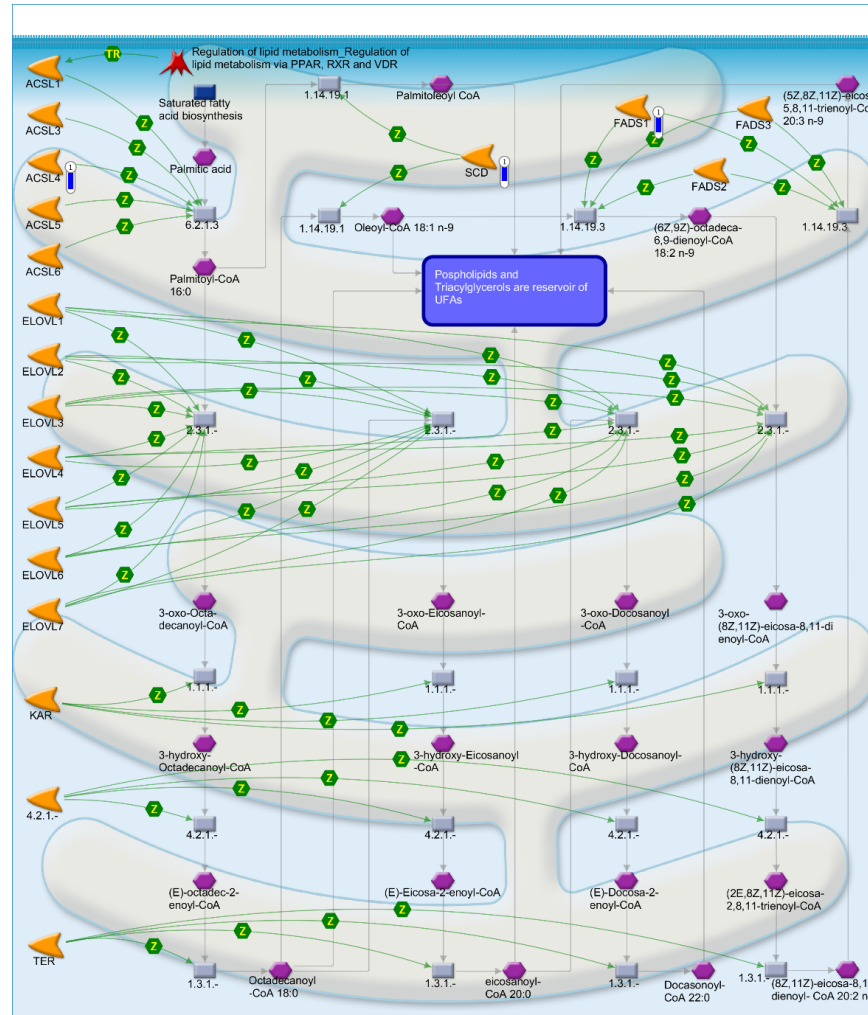 TR
Regulation of lipid metabolism_Regulation of
lipid metabolism via PPAR, RXR and VDR
ACSL1
Saturated fatty
acid biosynthesis
1.14.19.1
Palmitoleoyl CoA
(5Z,8Z,11Z)-eicos
5,8,11-trienoyl-Co
20:3 n-9
ACSL3
Z
Z
Z
FADS1
1
Z
FADS3
Z
Z
ACSL4
1
Palmitic acid
Z
Z
SCD
1
Z
FADS2
Z
Z
ACSL5
Z
Z
6.2.1.3
1.14.19.1
Oleoyl-CoA 18:1 n-9
1.14.19.3
(6Z,9Z)-octadeca-
6,9-dienoyl-CoA
18:2 n-9
1.14.19.3
ACSL6
Palmitoyl-CoA
16:0
Pospholipids and
Triacylglycerols are reservoir of
UFAs
ELOVL1
Z
Z
Z
Z
ELOVL2
Z
Z
Z
Z
ELOVL3
Z
Z
Z
Z
2.3.1.-
2.3.1.-
2.3.1.-
2.3.1.-
Z
Z
Z
ELOVL4
Z
Z
Z
Z
Z
Z
ELOVL5
Z
Z
Z
Z
Z
Z
ELOVL6
Z
Z
ELOVL7
3-oxo-Octa-
decanoyl-CoA
3-oxo-Eicosanoyl-
CoA
3-oxo-Docosanoyl
-CoA
3-oxo-
(8Z,11Z)-eicosa-8,11-di
enoyl-CoA
1.1.1.-
1.1.1.-
1.1.1.-
1.1.1.-
KAR
Z
Z
Z
Z
3-hydroxy-
Octadecanoyl-CoA
3-hydroxy-Eicosanoyl
-CoA
3-hydroxy-Docosanoyl-
CoA
3-hydroxy-
(8Z,11Z)-eicosa-
8,11-dienoyl-CoA
4.2.1.-
Z
Z
Z
Z
4.2.1.-
4.2.1.-
4.2.1.-
4.2.1.-
(E)-octadec-2-
enoyl-CoA
(E)-Eicosa-2-enoyl-CoA
(E)-Docosa-2-
enoyl-CoA
(2E,8Z,11Z)-eicosa-
2,8,11-trienoyl-CoA
TER
Z
Z
Z
Z
1.3.1.-
Octadecanoyl
-CoA 18:0
1.3.1.-
eicosanoyl-
CoA 20:0
1.3.1.-
Docasonoyl-
CoA 22:0
1.3.1.-
(8Z,11Z)-eicosa-8,1
dienoyl- CoA 20:2 n